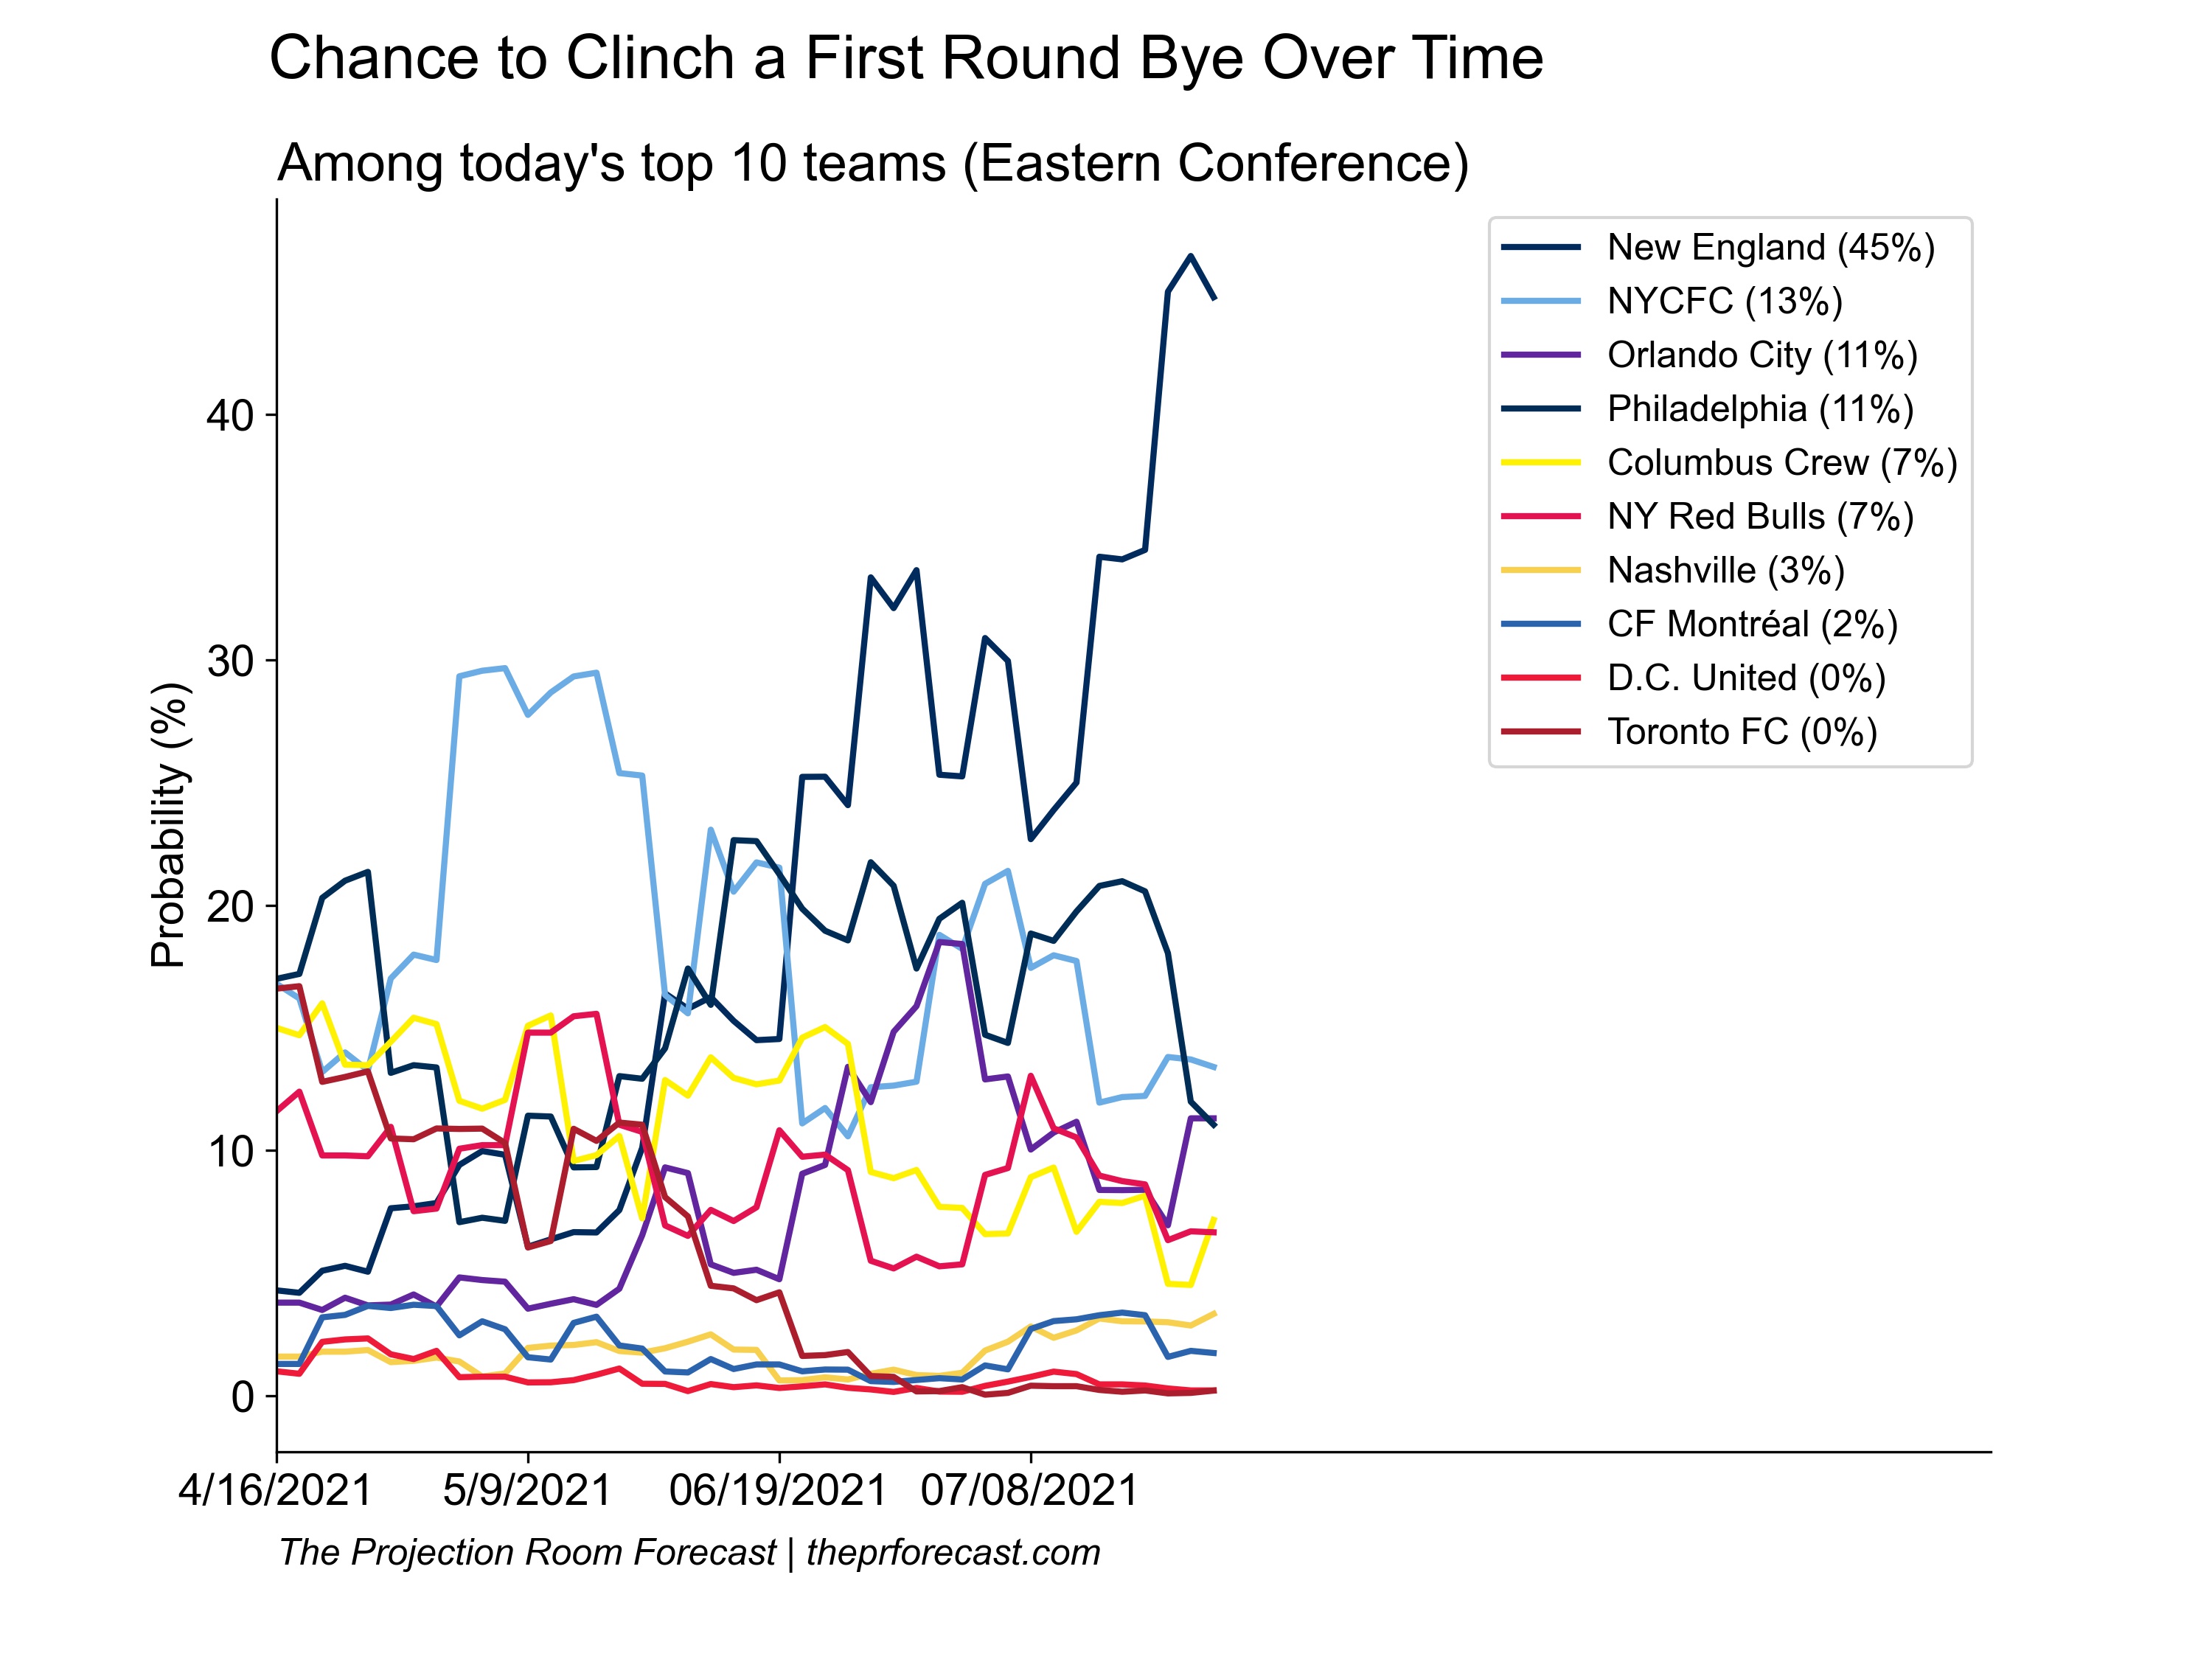 Chance to Clinch a First Round Bye Over Time
Among today's top 10 teams (Eastern Conference)
New England (45%)
NYCFC (13%)
Orlando City (11%)
Philadelphia (11%)
Columbus Crew (7%)
NY Red Bulls (7%)
Nashville (3%)
CF Montréal (2%)
D.C. United (0%)
Toronto FC (0%)
Probability (%)
40
30
20
10
0
4/16/2021 5/9/2021 06/19/2021 07/08/2021
The Projection Room Forecast | theprforecast.com